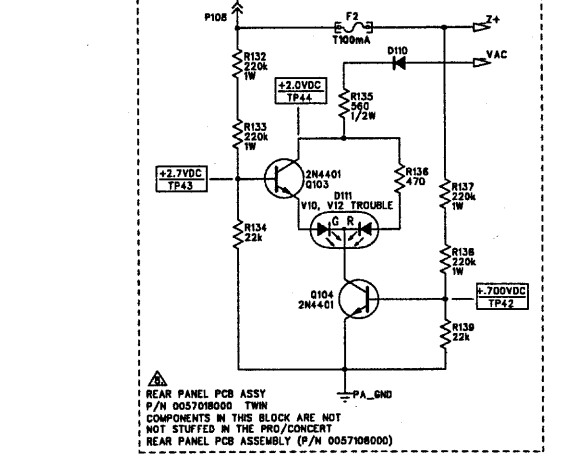 P108
F2
T100mA
Z+
D110
VAC
R132
220k
1W
+2.0VDC
TP44
R135
560
1/2W
R133
220k
1W
+2.7VDC
TP43
2N4401
Q103
R136
470
D111
V10, V12 TROUBLE
G R
R137
220k
1W
R134
22k
R138
220k
1W
Q104
2N4401
+.700VDC
TP42
R139
22k
PA_GND
REAR PANEL PCB ASSY
P/N 0057018000 TWIN
COMPONENTS IN THIS BLOCK ARE NOT
NOT STUFFED IN THE PRO/CONCERT
REAR PANEL PCB ASSEMBLY (P/N 0057108000)